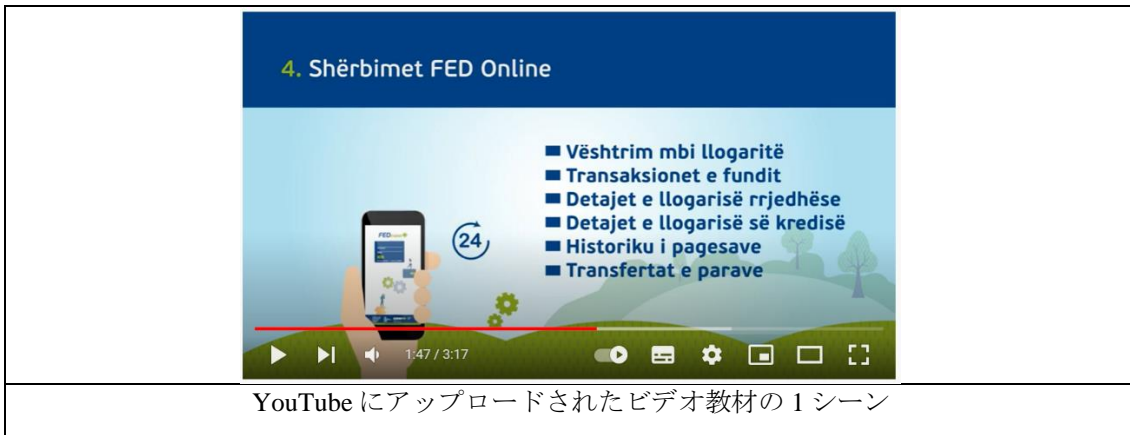 4. Shërbimet FED Online
Vështrim mbi llogaritë
Transaksionet e fundit
Detajet e llogarisë rrjedhëse
Detajet e llogarisë së kredisë
Historiku i pagesave
Transfertat e parave
24
FED
1:47 / 3:17
YouTube にアップロードされたビデオ教材の 1 シーン